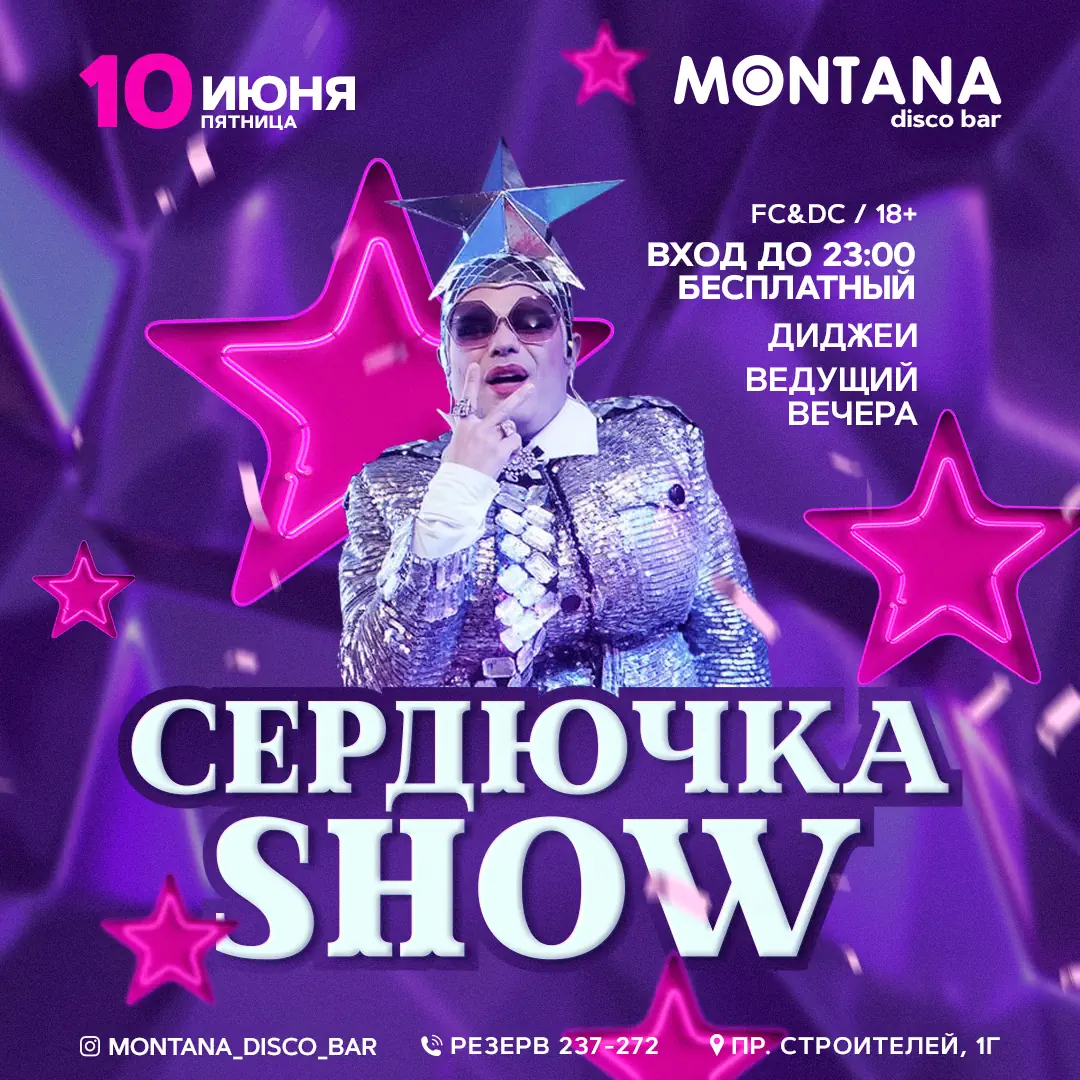 10 ИЮНЯ
ПЯТНИЦА
MONTANA
disco bar
FC&DC / 18+
ВХОД ДО 23:00
БЕСПЛАТНЫЙ
ДИДЖЕИ
ВЕДУЩИЙ
ВЕЧЕРА
СЕРДЮЧКА
SHOW
MONTANA_DISCO_BAR
РЕЗЕРВ 237-272
ПР. СТРОИТЕЛЕЙ, 1Г